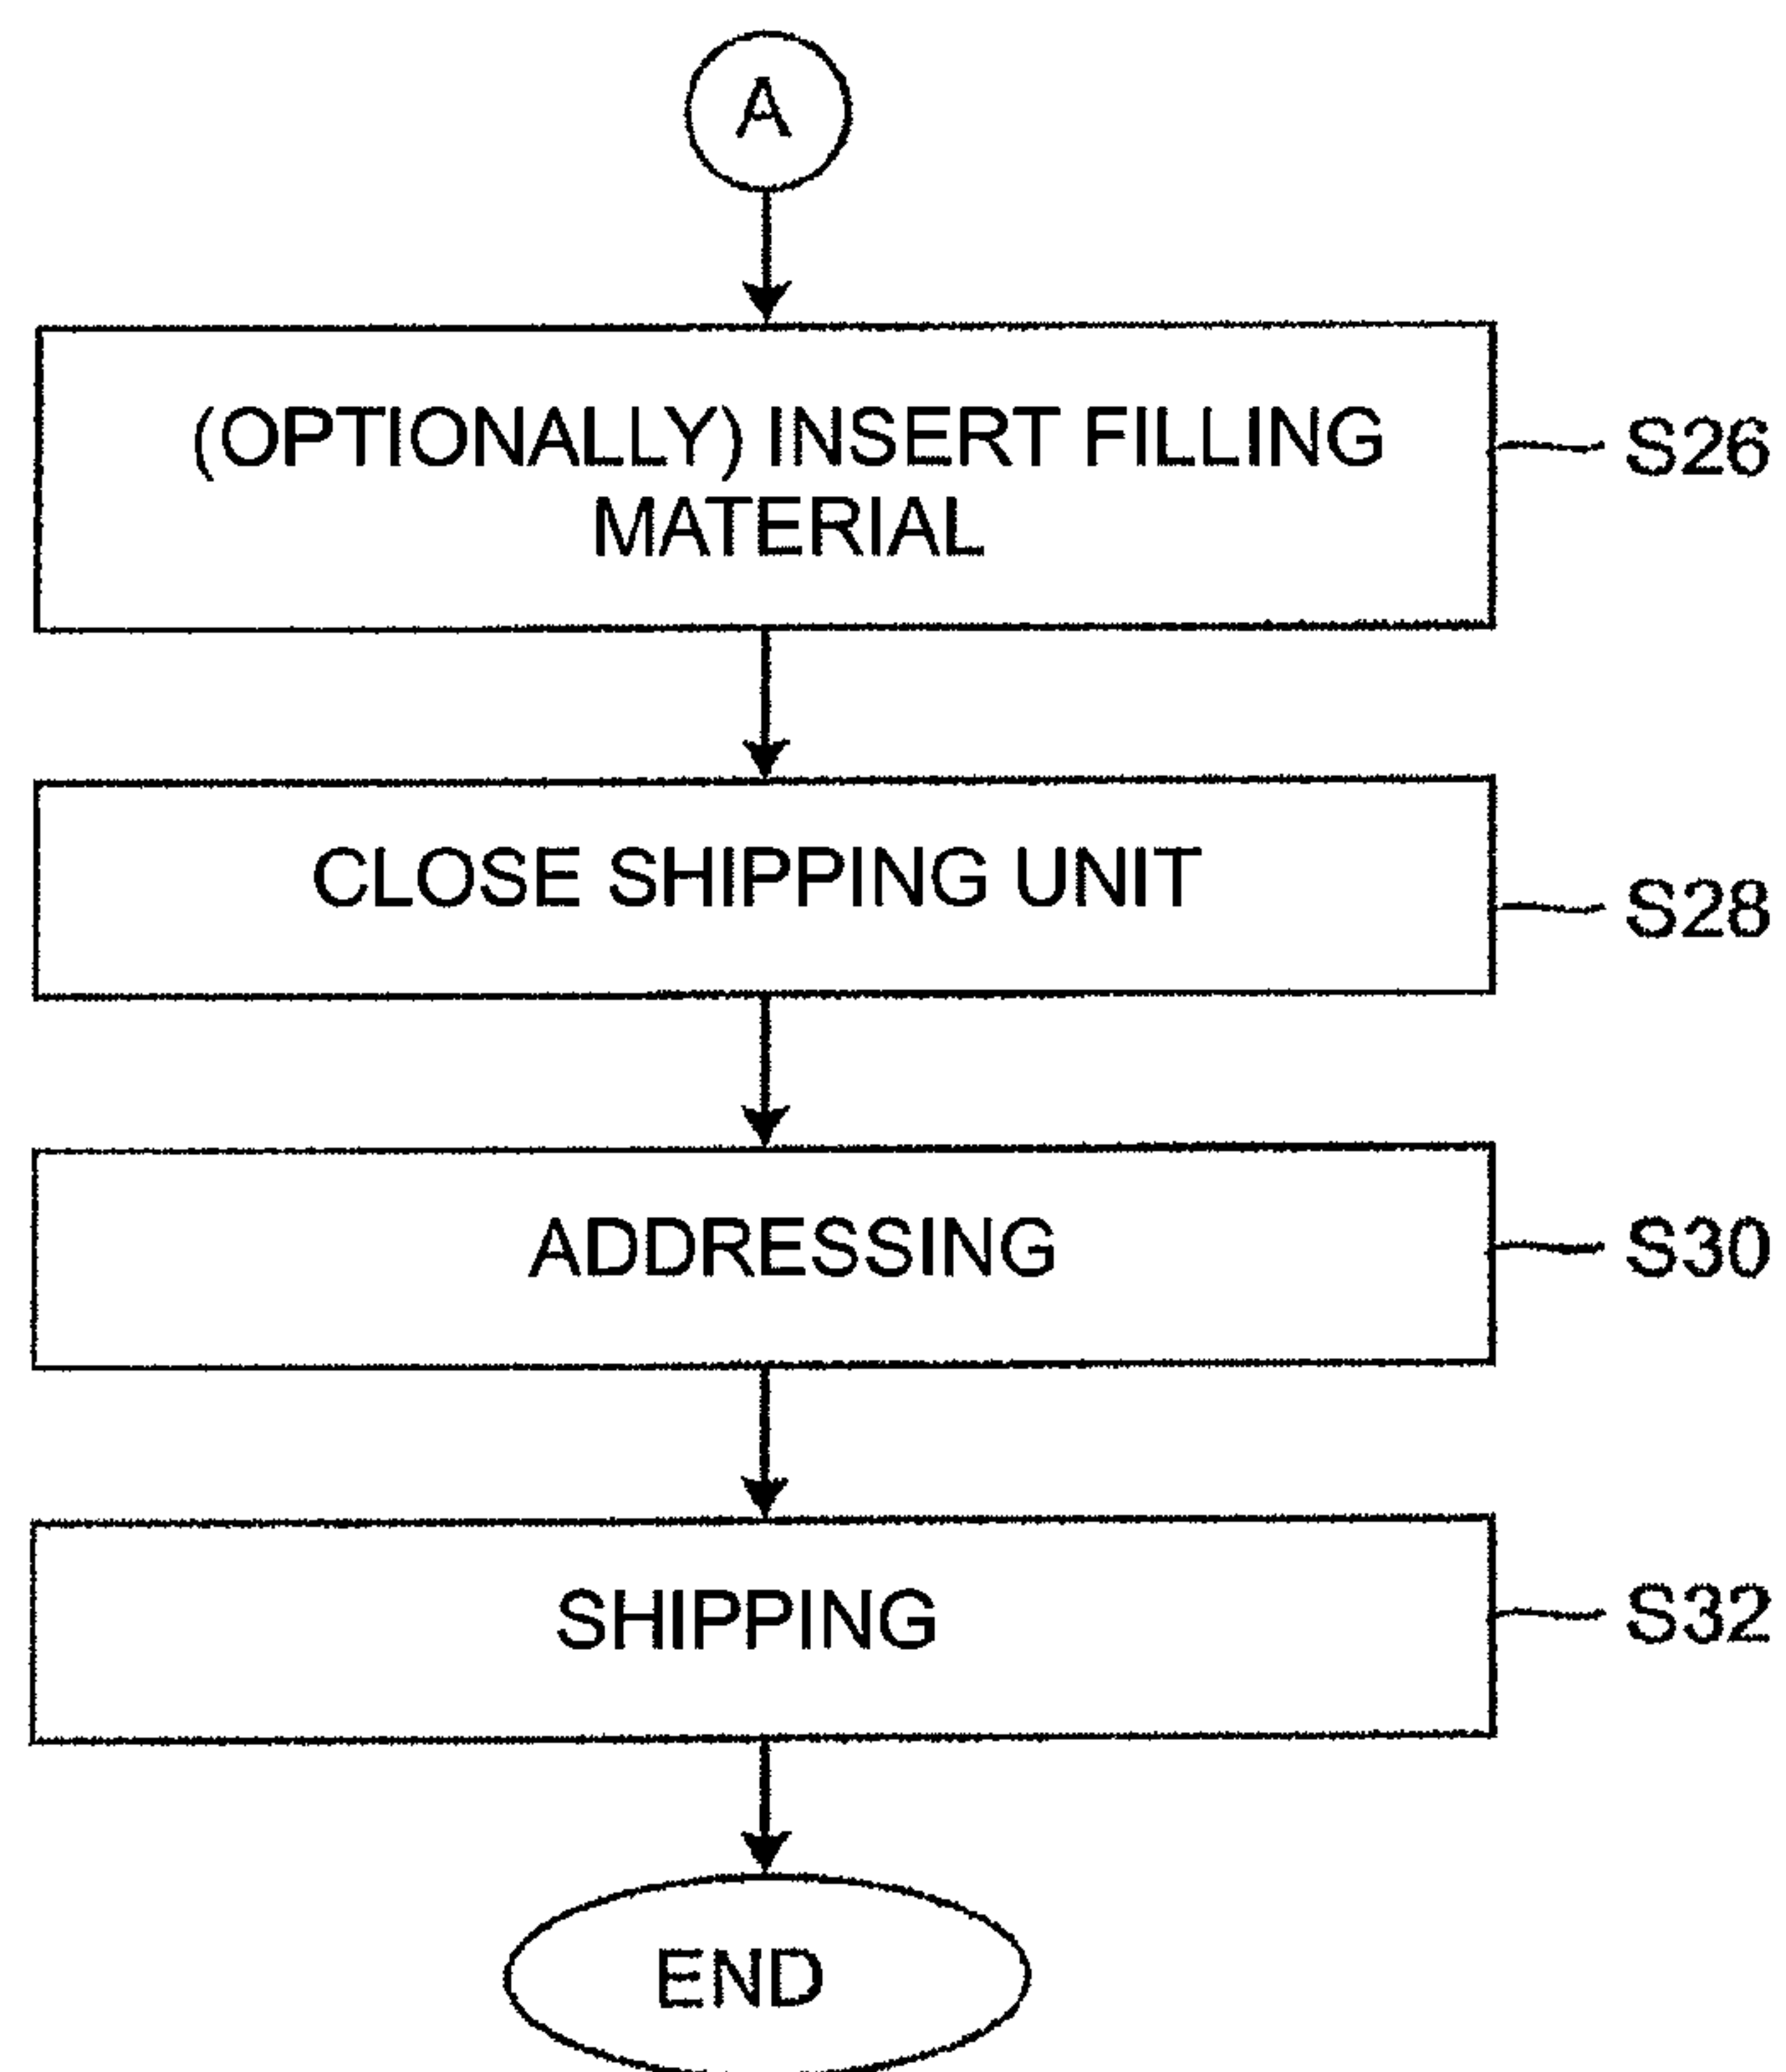 A
(OPTIONALLY) INSERT FILLING
MATERIAL
S26
CLOSE SHIPPING UNIT
S28
ADDRESSING
S30
SHIPPING
S32
END